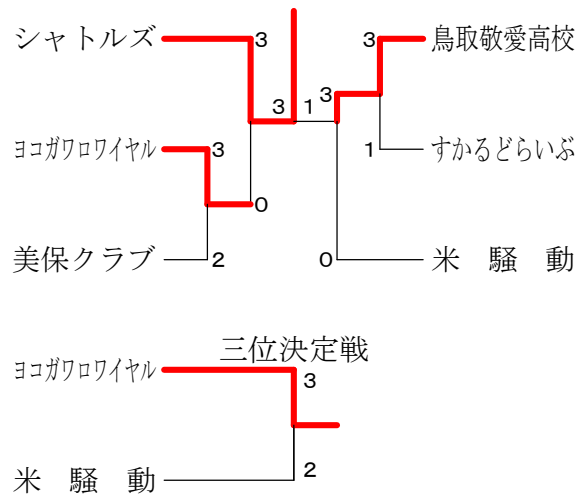 シャトルズ 3 3 鳥取敬愛高校
3 1 3
ヨコガワロワイヤル 3 1 すかるどらいぶ
0
美保クラブ 2 0 米 騒 動
三位決定戦
ヨコガワロワイヤル 3
米 騒 動 2